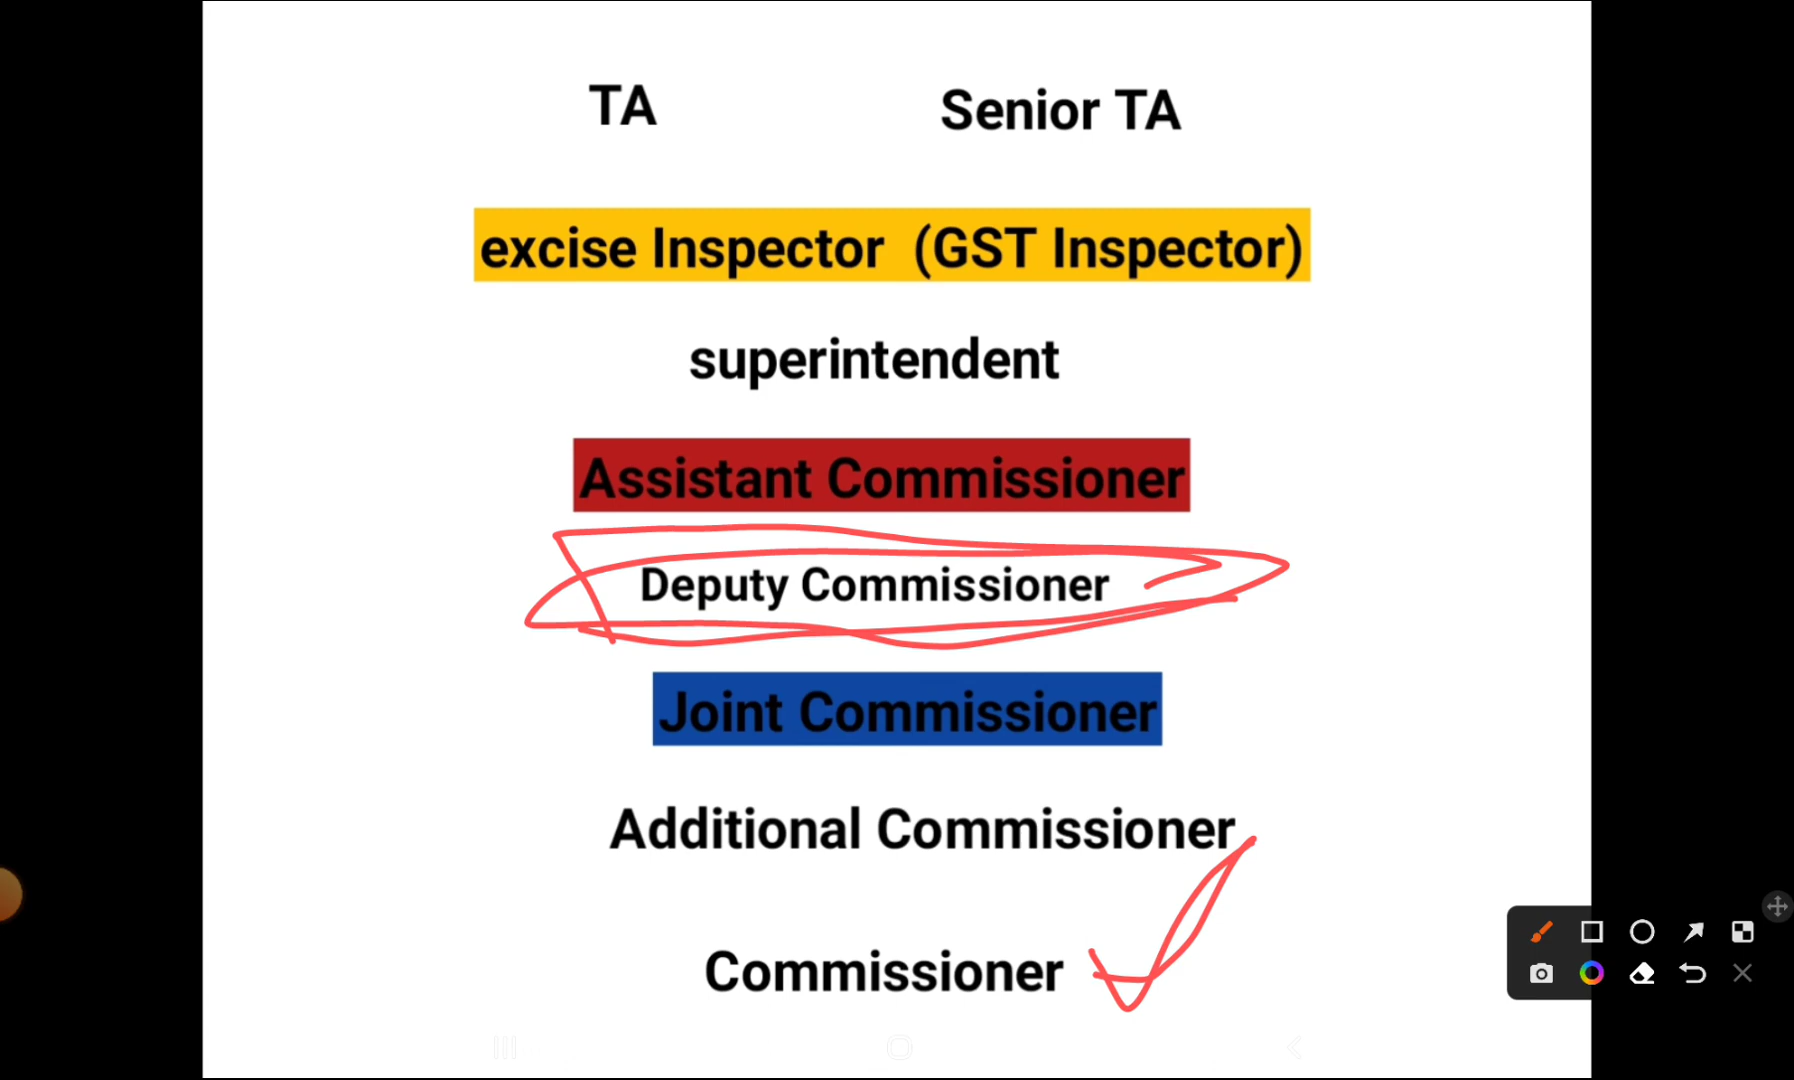 TA Senior TA
excise Inspector (GST Inspector)
superintendent
Assistant Commissioner
Deputy Commissioner
Joint Commissioner
Additional Commissioner
Commissioner